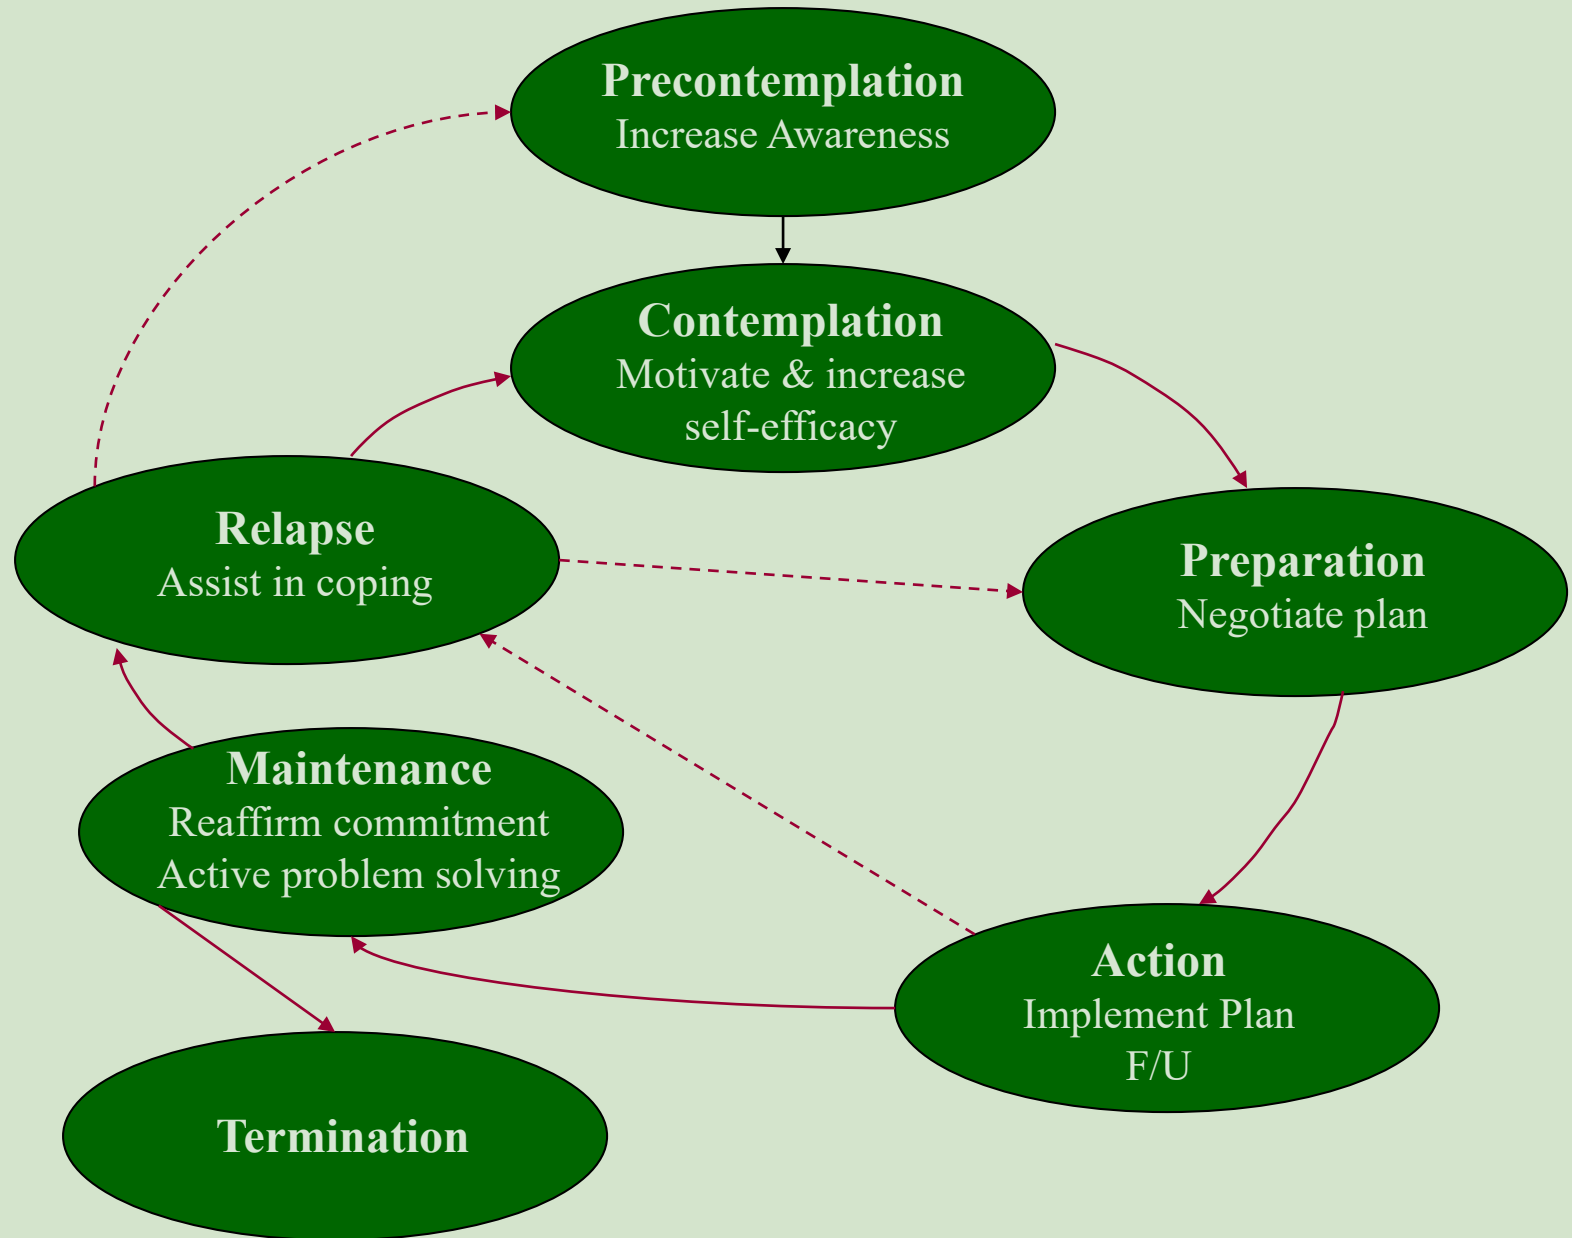 Precontemplation
Increase Awareness
Contemplation
Motivate & increase
self-efficacy
Relapse
Assist in coping
Preparation
Negotiate plan
Maintenance
Reaffirm commitment
Active problem solving
Action
Implement Plan
F/U
Termination